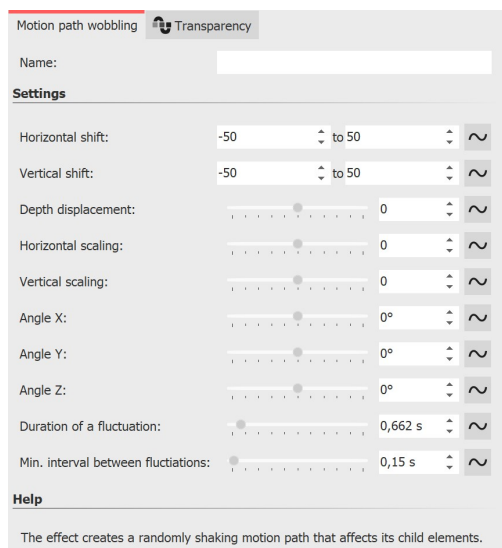 Motion path wobbling Transparency
Name:
Settings
Horizontal shift: -50 to 50
Vertical shift: -50 to 50
Depth displacement: 0
Horizontal scaling: 0
Vertical scaling: 0
Angle X: 0°
Angle Y: 0°
Angle Z: 0°
Duration of a fluctuation: 0,662 s
Min. interval between fluctiations: 0,15 s
Help
The effect creates a randomly shaking motion path that affects its child elements.